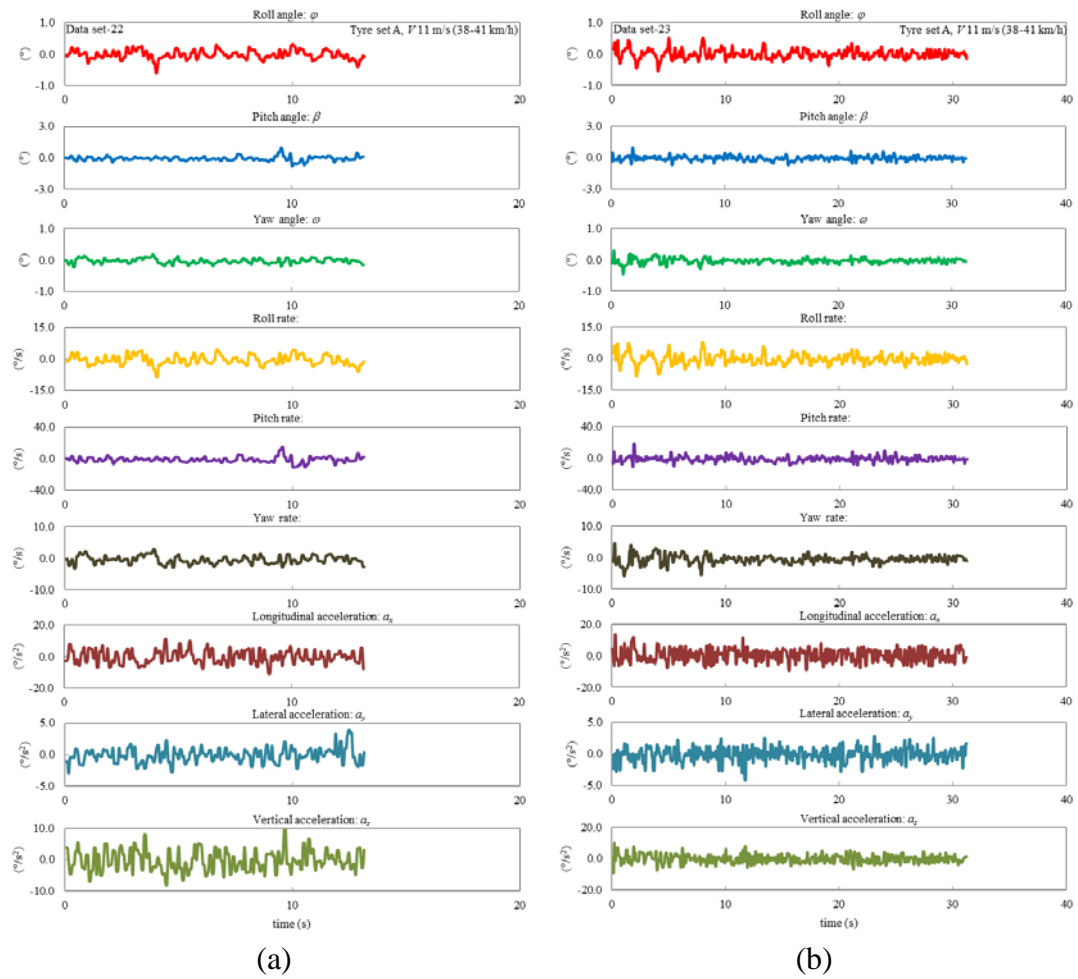 Roll angle: φ
Data set-22 Tyre set A, V 11 m/s (38-41 km/h)
1.0
0.0
-1.0
(°)
0 10 20
Pitch angle: β
3.0
0.0
-3.0
(°)
0 10 20
Yaw angle: ω
1.0
0.0
-1.0
(°)
0 10 20
Roll rate:
15.0
0.0
-15.0
(°/s)
0 10 20
Pitch rate:
40.0
0.0
-40.0
(°/s)
0 10 20
Yaw rate:
10.0
0.0
-10.0
(°/s)
0 10 20
Longitudinal acceleration: aₓ
20.0
0.0
-20.0
(°/s²)
0 10 20
Lateral acceleration: a_y
5.0
0.0
-5.0
(°/s²)
0 10 20
Vertical acceleration: a_z
10.0
0.0
-10.0
(°/s²)
0 10 20
time (s)
(a)
Roll angle: φ
Data set-23 Tyre set A, V 11 m/s (38-41 km/h)
1.0
0.0
-1.0
(°)
0 10 20 30 40
Pitch angle: β
3.0
0.0
-3.0
(°)
0 10 20 30 40
Yaw angle: ω
1.0
0.0
-1.0
(°)
0 10 20 30 40
Roll rate:
15.0
0.0
-15.0
(°/s)
0 10 20 30 40
Pitch rate:
40.0
0.0
-40.0
(°/s)
0 10 20 30 40
Yaw rate:
10.0
0.0
-10.0
(°/s)
0 10 20 30 40
Longitudinal acceleration: aₓ
20.0
0.0
-20.0
(°/s²)
0 10 20 30 40
Lateral acceleration: a_y
5.0
0.0
-5.0
(°/s²)
0 10 20 30 40
Vertical acceleration: a_z
20.0
0.0
-20.0
(°/s²)
0 10 20 30 40
time (s)
(b)